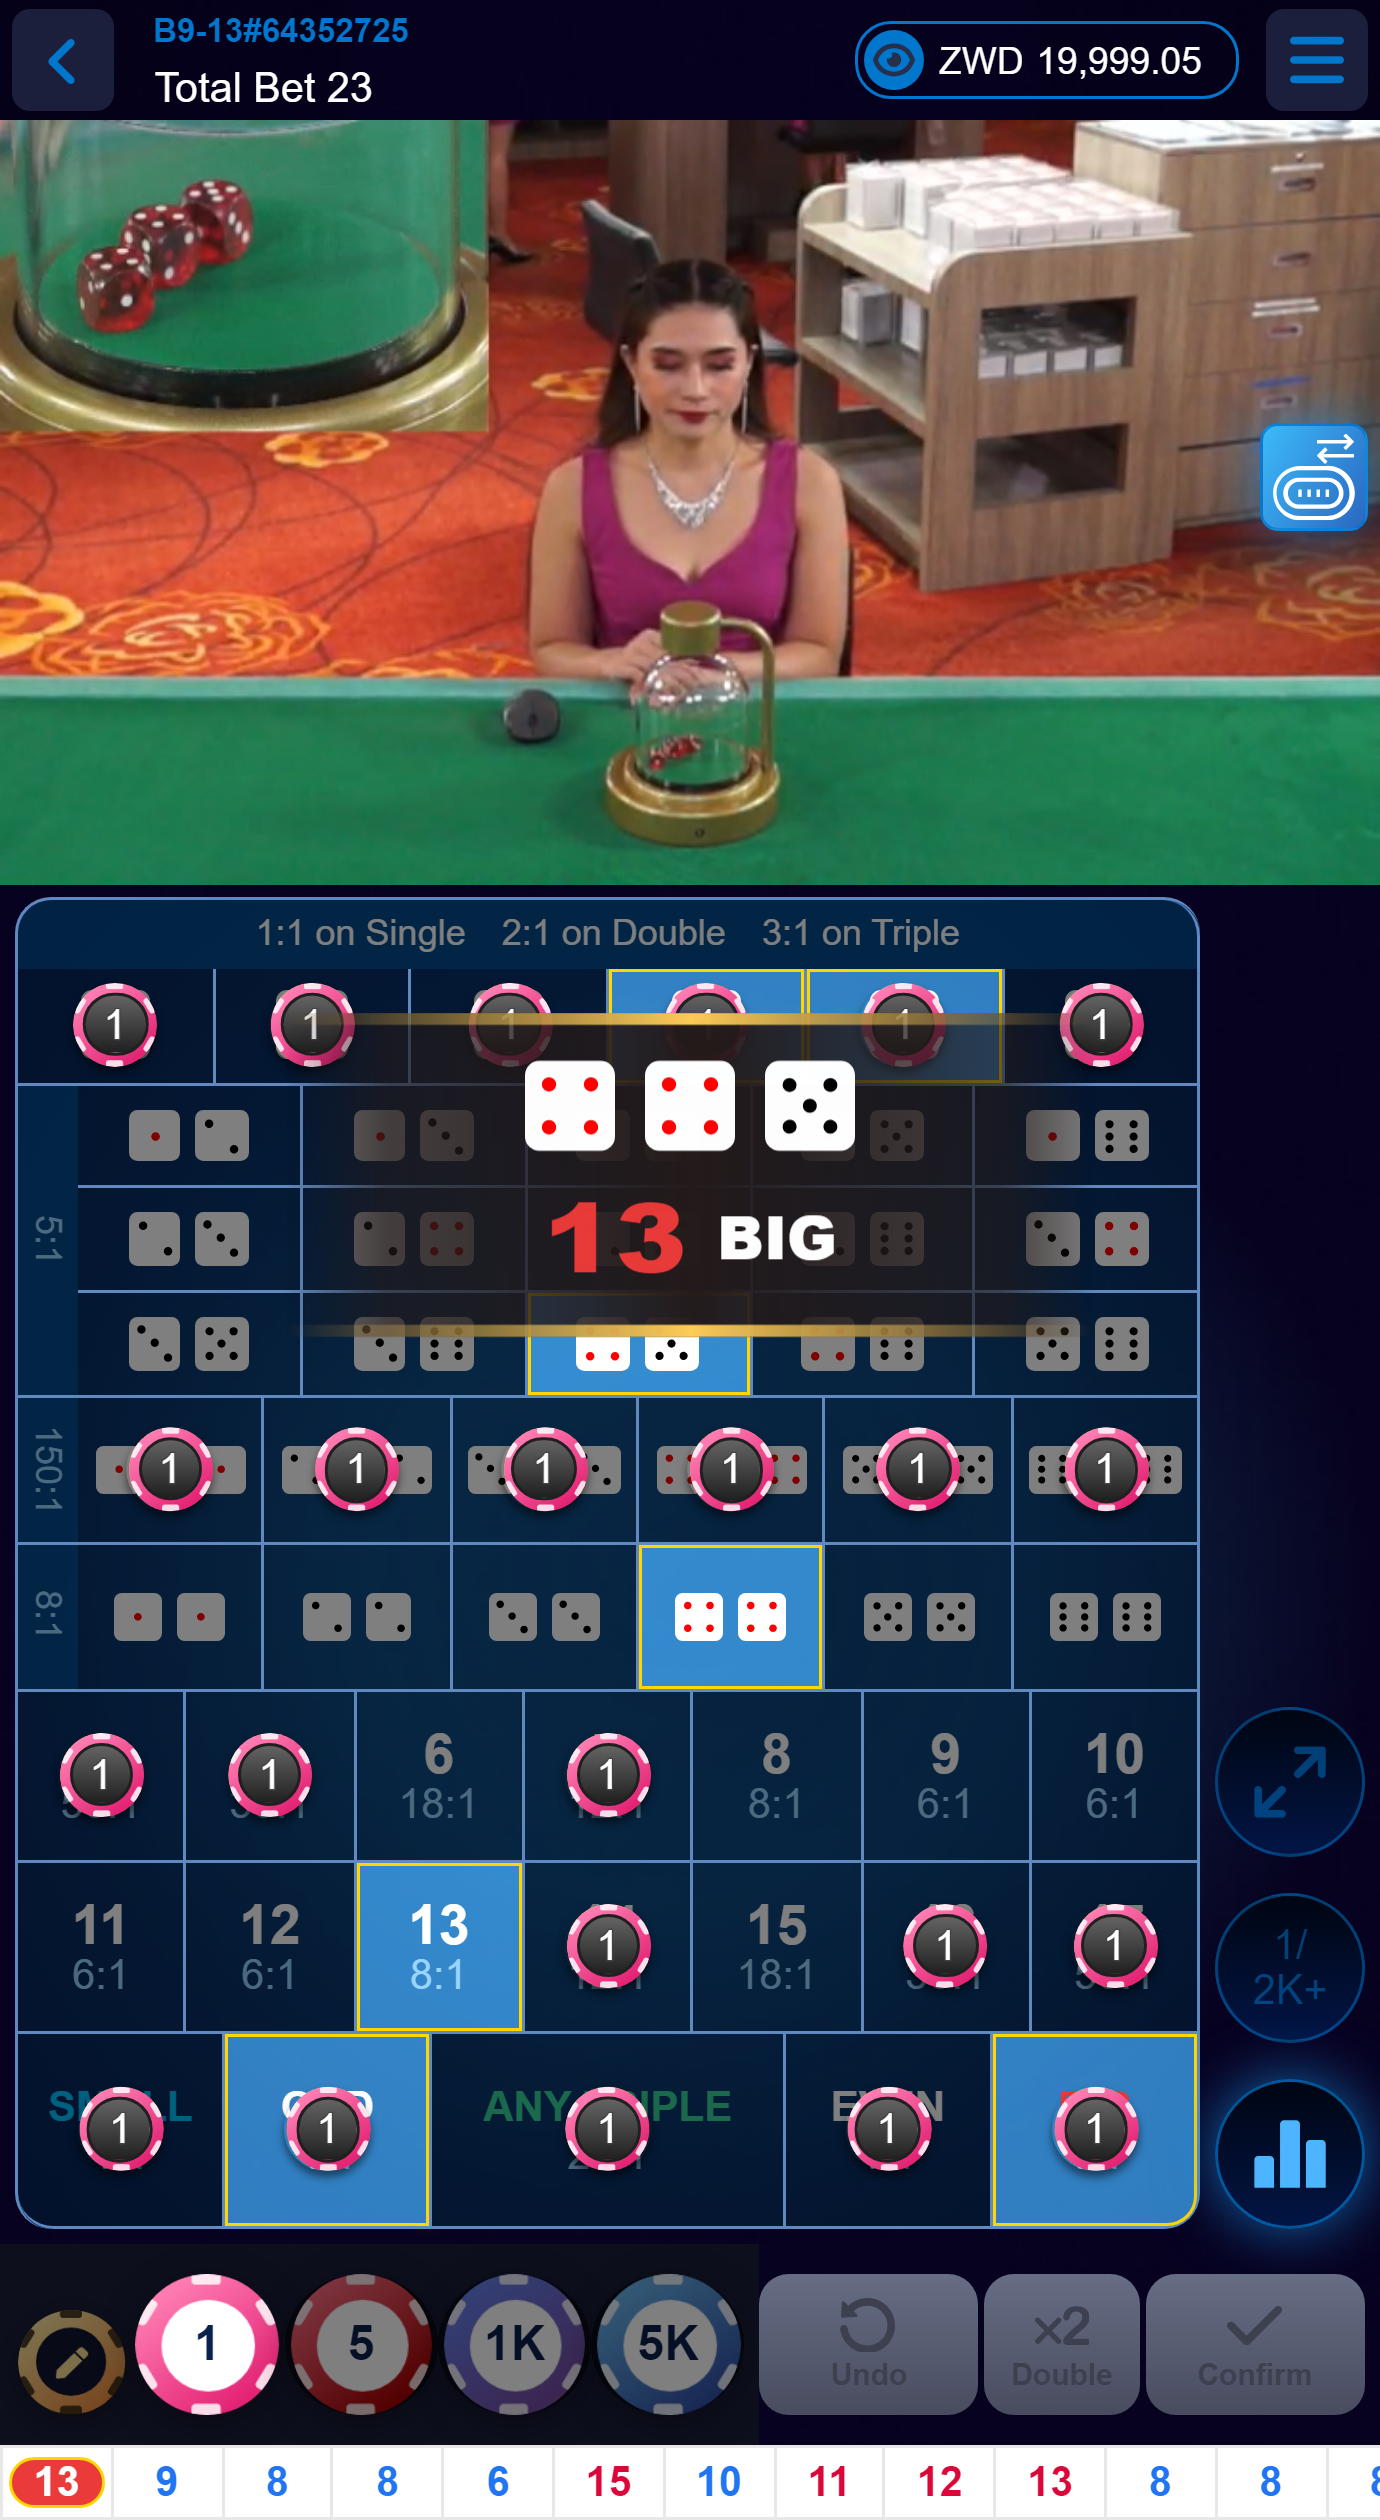 B9-13#64352725
Total Bet 23
ZWD 19,999.05
1:1 on Single 2:1 on Double 3:1 on Triple
1 1 1 1 1 1
13 BIG
5:1
150:1
1 1 1 1 1 1
8:1
1 1 6 1 8 9 10
18:1 8:1 6:1 6:1
11 12 13 1 15 1 1
6:1 6:1 8:1 18:1
1 1 1 1 1
1/
2K+
1 5 1K 5K
x2
Undo Double Confirm
13 9 8 8 6 15 10 11 12 13 8 8 8